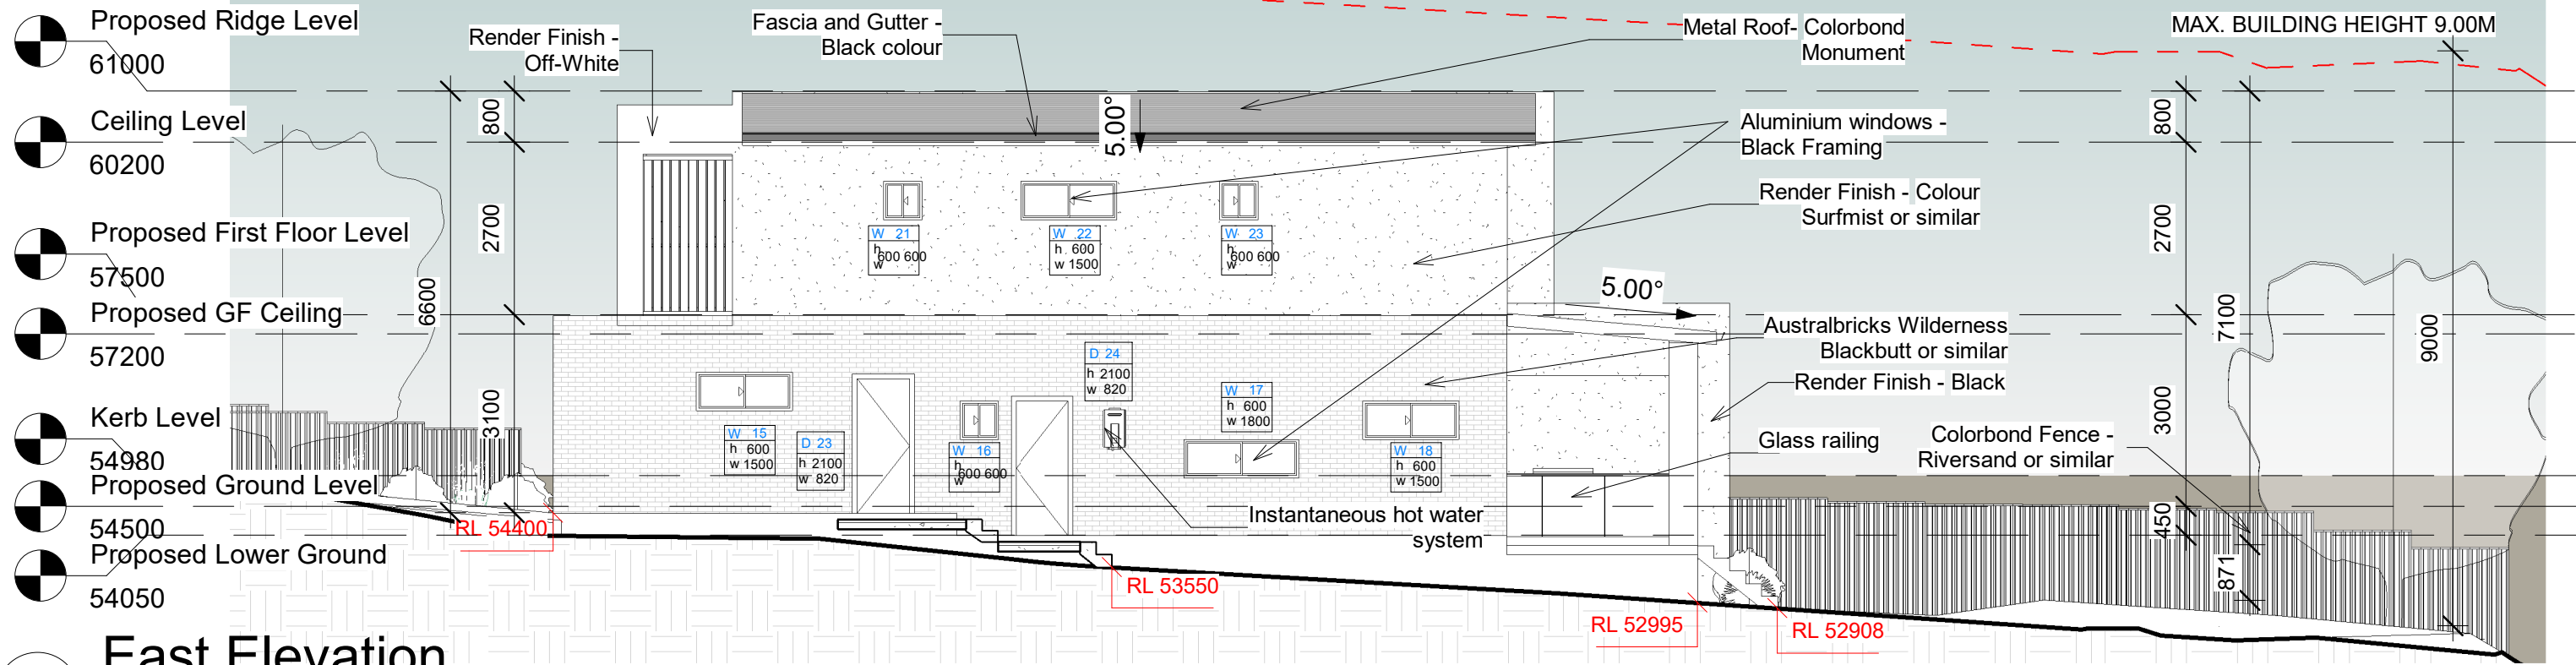 Proposed Ridge Level
61000
Ceiling Level
60200
Proposed First Floor Level
57500
Proposed GF Ceiling
57200
Kerb Level
54980
Proposed Ground Level
54500
Proposed Lower Ground
54050
East Elevation
Render Finish -
Off-White
Fascia and Gutter -
Black colour
Metal Roof- Colorbond
Monument
MAX. BUILDING HEIGHT 9.00M
Aluminium windows -
Black Framing
Render Finish - Colour
Surfmist or similar
Australbricks Wilderness
Blackbutt or similar
Render Finish - Black
Glass railing
Colorbond Fence -
Riversand or similar
Instantaneous hot water
system
5.00°
5.00°
800
2700
6600
3100
800
2700
7100
3000
9000
450
871
W 21
h
600 600
w
W 22
h 600
w 1500
W 23
h
600 600
w
D 24
h 2100
w 820
W 17
h 600
w 1800
W 15
h 600
w 1500
D 23
h 2100
w 820
W 16
h
600 600
w
W 18
h 600
w 1500
RL 54400
RL 53550
RL 52995
RL 52908